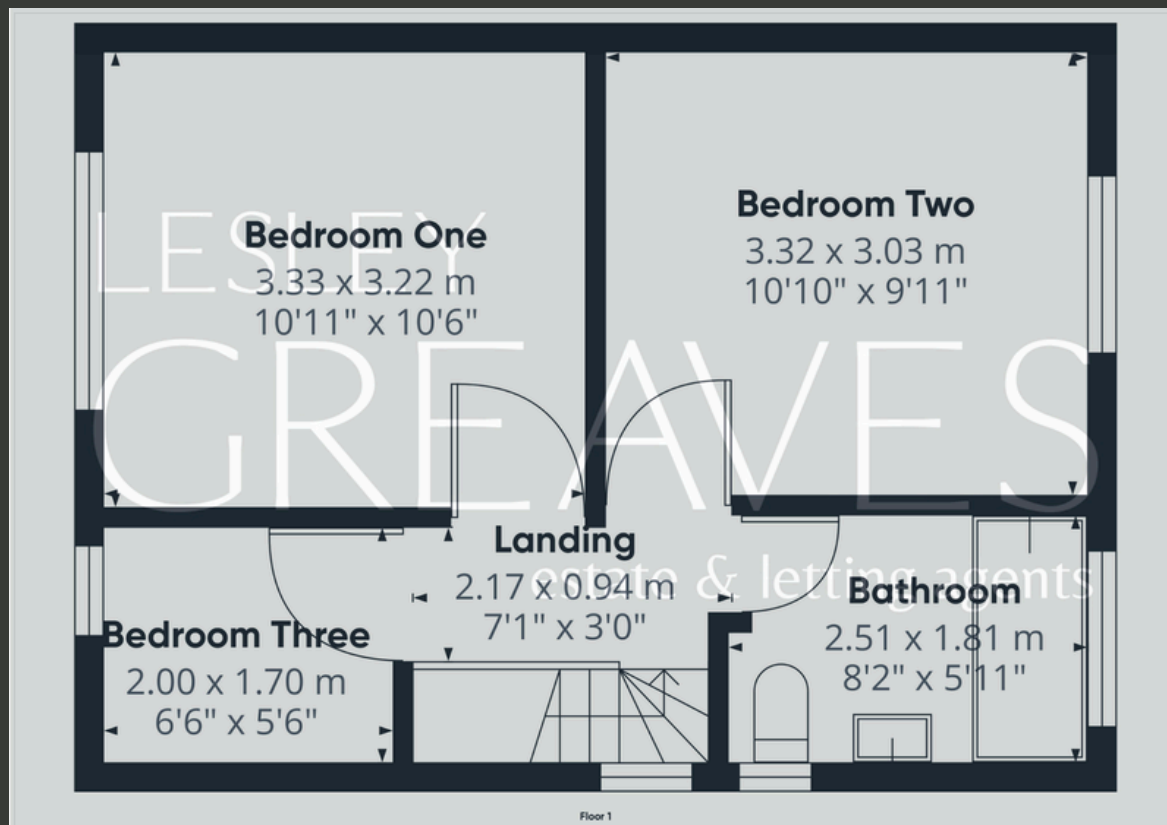 LESLEY
GREAVES
estate & letting agents
Bedroom One
3.33 x 3.22 m
10'11" x 10'6"
Bedroom Two
3.32 x 3.03 m
10'10" x 9'11"
Landing
2.17 x 0.94 m
7'1" x 3'0"
Bedroom Three
2.00 x 1.70 m
6'6" x 5'6"
Bathroom
2.51 x 1.81 m
8'2" x 5'11"
Floor 1